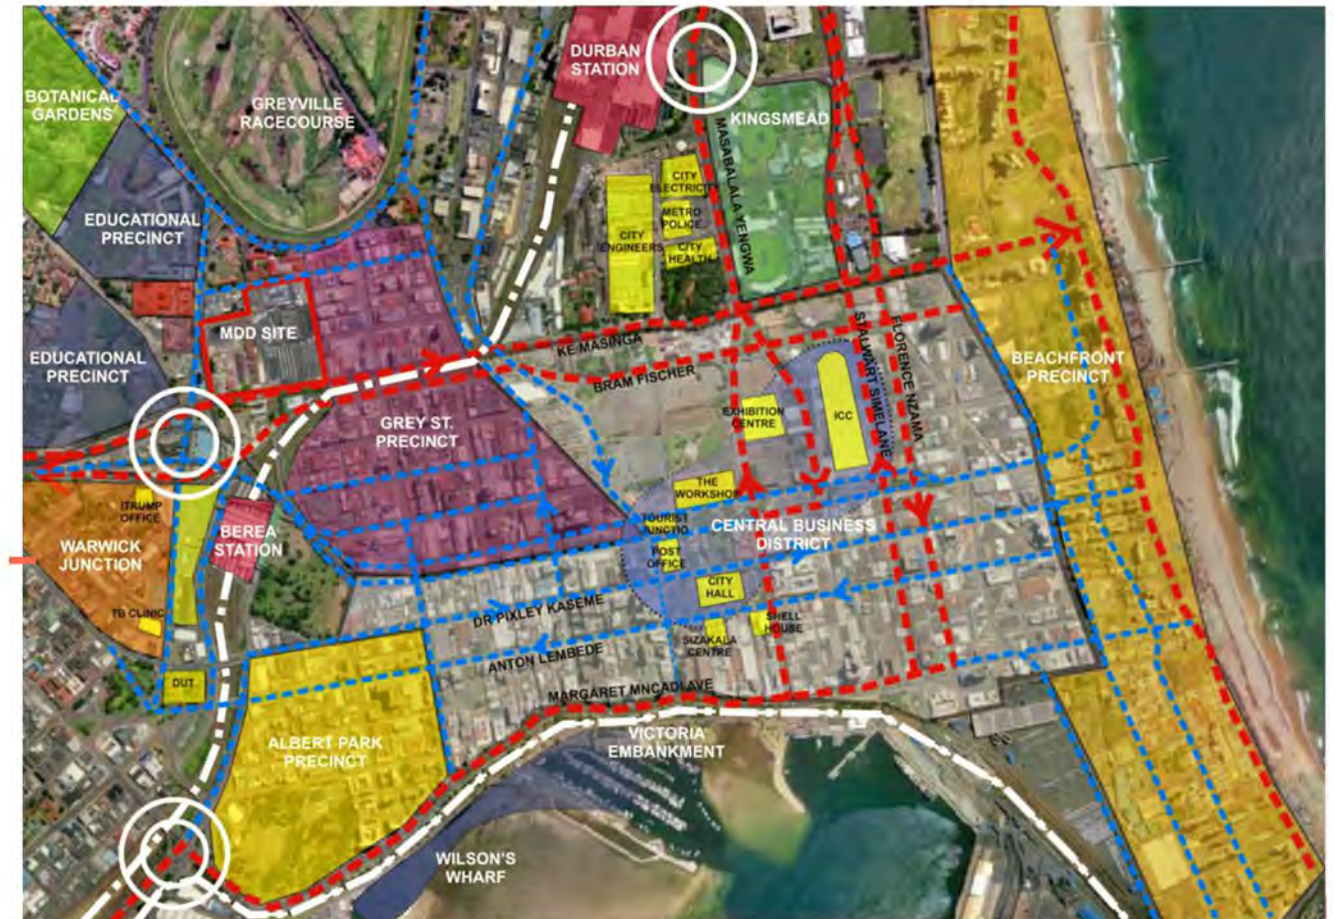 DURBAN
STATION
BOTANICAL
GARDENS
GREYVILLE
RACECOURSE
KINGSMEAD
MASABALALA YENGWA
CITY
ELECTRICITY
METRO
POLICE
CITY
ENGINEERS
CITY
HEALTH
EDUCATIONAL
PRECINCT
MDD SITE
EDUCATIONAL
PRECINCT
KE MASINGA
BRAM FISCHER
STALWART SIMELANE
FLORENCE NZAMA
BEACHFRONT
PRECINCT
GREY ST.
PRECINCT
EXHIBITION
CENTRE
ICC
THE
WORKSHOP
ITRUMP
OFFICE
BEREA
STATION
TOURIST
JUNCTIO
CENTRAL BUSINESS
DISTRICT
WARWICK
JUNCTION
POST
OFFICE
CITY
HALL
TB CLINIC
DR PIXLEY KASEME
SHELL
HOUSE
SIZAKALA
CENTRE
ANTON LEMBEDE
DUT
MARGARET MNCADI AVE
ALBERT PARK
PRECINCT
VICTORIA
EMBANKMENT
WILSON'S
WHARF